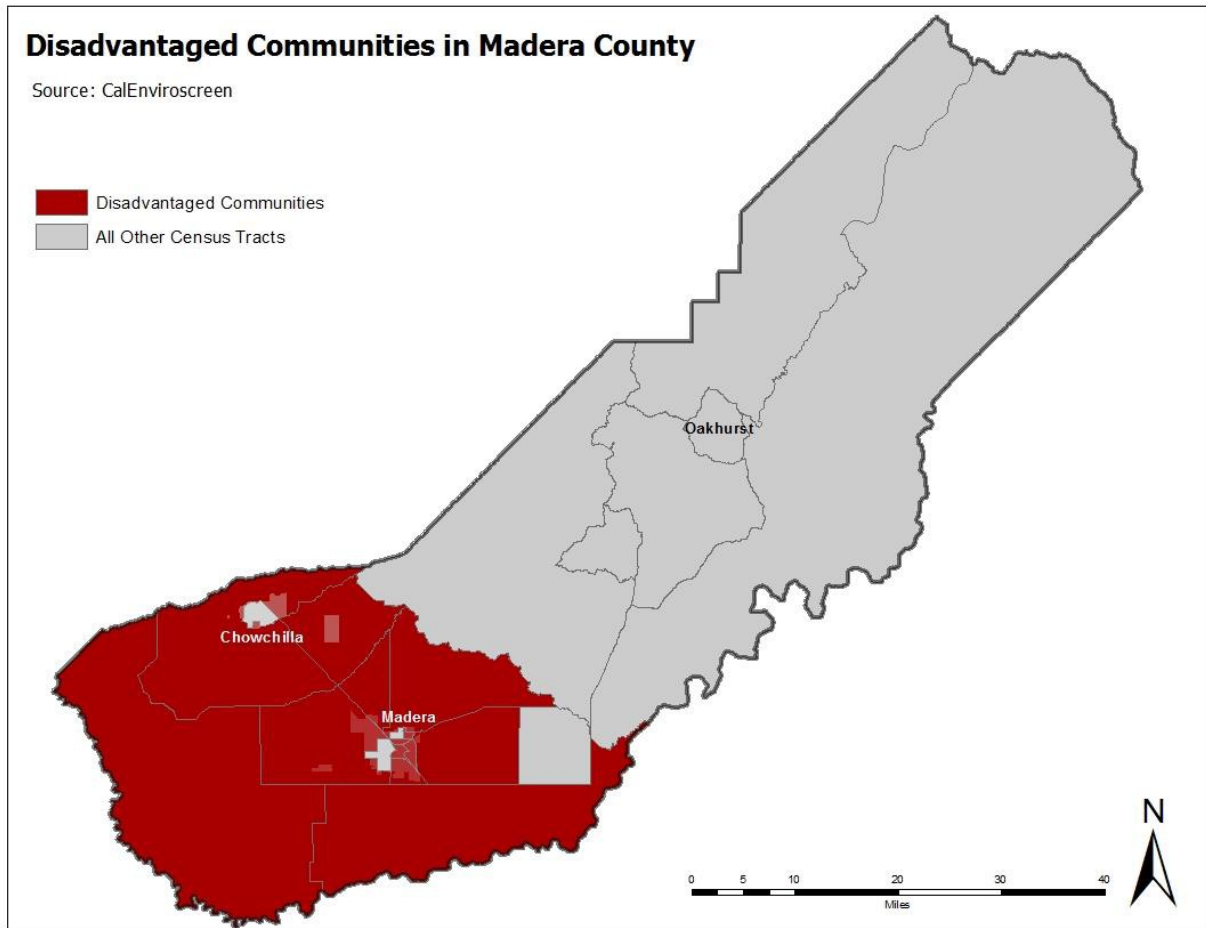 Disadvantaged Communities in Madera County
Source: CalEnviroscreen
Disadvantaged Communities
All Other Census Tracts
Oakhurst
Chowchilla
Madera
N
0 5 10 20 30 40
Miles